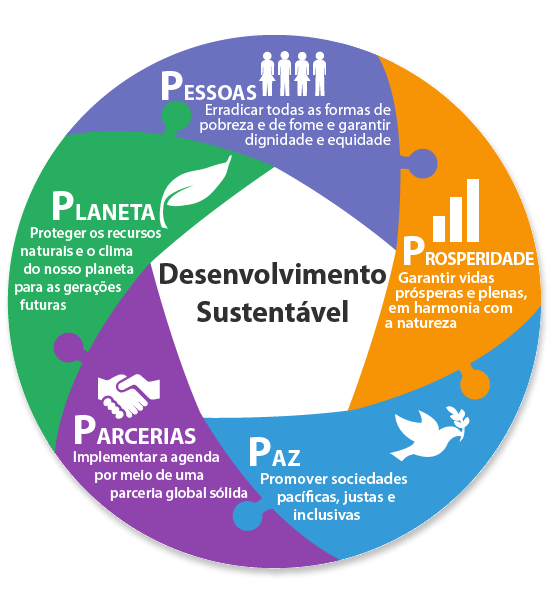 PESSOAS
Erradicar todas as formas de
pobreza e de fome e garantir
dignidade e equidade
PLANETA
Proteger os recursos
naturais e o clima
do nosso planeta
para as gerações
futuras
PROSPERIDADE
Garantir vidas
prósperas e plenas,
em harmonia com
a natureza
Desenvolvimento
Sustentável
PARCERIAS
Implementar a agenda
por meio de uma
parceria global sólida
PAZ
Promover sociedades
pacíficas, justas e
inclusivas